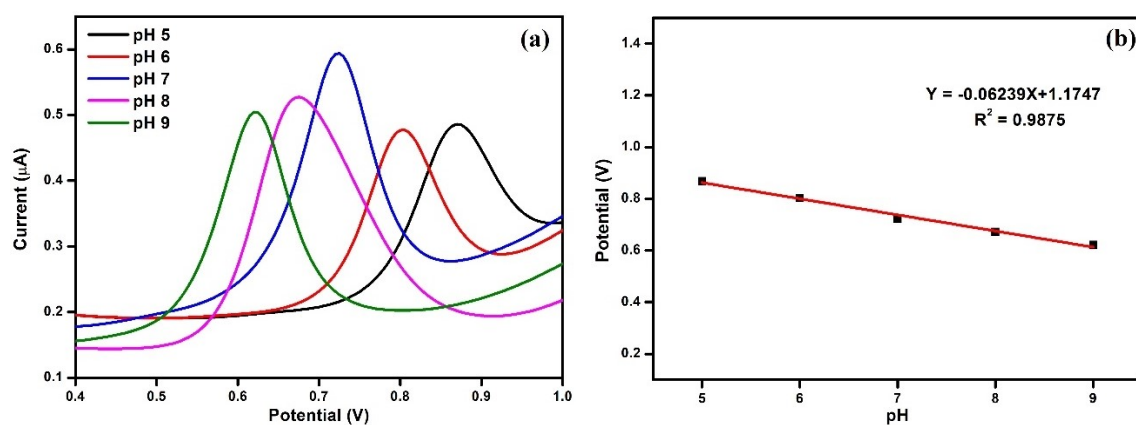 (a)
pH 5
pH 6
pH 7
pH 8
pH 9
0.6
0.5
0.4
0.3
0.2
0.1
Current (μA)
0.4 0.5 0.6 0.7 0.8 0.9 1.0
Potential (V)
(b)
1.4
1.2
1.0
0.8
0.6
0.4
0.2
Potential (V)
Y = -0.06239X+1.1747
R² = 0.9875
5 6 7 8 9
pH